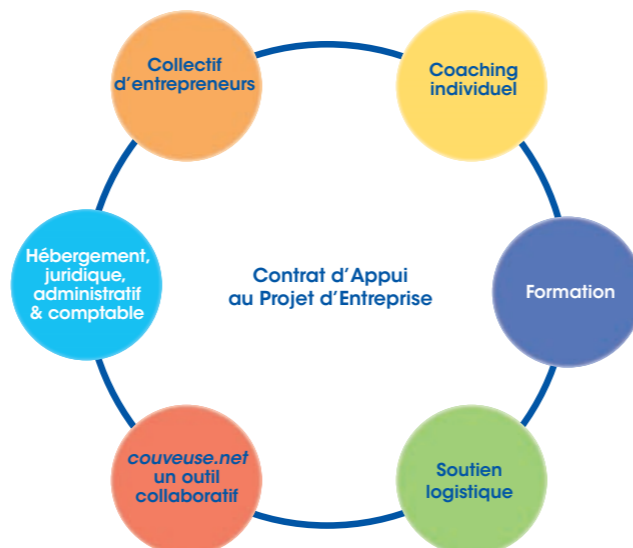 Collectif
d'entrepreneurs
Coaching
individuel
Hébergement,
juridique,
administratif
& comptable
Contrat d'Appui
au Projet d'Entreprise
Formation
couveuse.net
un outil
collaboratif
Soutien
logistique